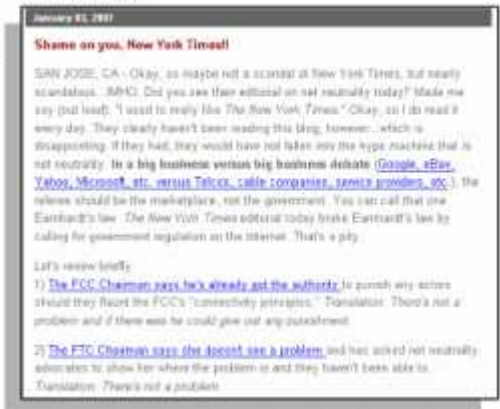 January 03, 2007
Shame on you, New York Times!!
SAN JOSE, CA - Okay, so maybe not a scandal at New York Times, but nearly
scandalous...IMHO. Did you see their editorial on net neutrality today? Made me
say (out loud), "I used to really like The New York Times." Okay, so I do read it
every day. They clearly haven't been reading this blog, however...which is
disappointing. If they had, they would have not fallen into the hype machine that is
net neutrality. In a big business versus big business debate (Google, eBay,
Yahoo, Microsoft, etc. versus Telcos, cable companies, service providers, etc.), the
referee should be the marketplace, not the government. You can call that one
Earnhardt's law. The New York Times editorial today broke Earnhardt's law by
calling for government regulation on the internet. That's a pity.
Let's review briefly.
1) The FCC Chairman says he's already got the authority to punish any actors
should they flaunt the FCC's "connectivity principles." Translation: There's not a
problem and if there was he could give out any punishment.
2) The FTC Chairman says she doesn't see a problem and has asked net neutrality
advocates to show her where the problem is and they haven't been able to.
Translation: There's not a problem.